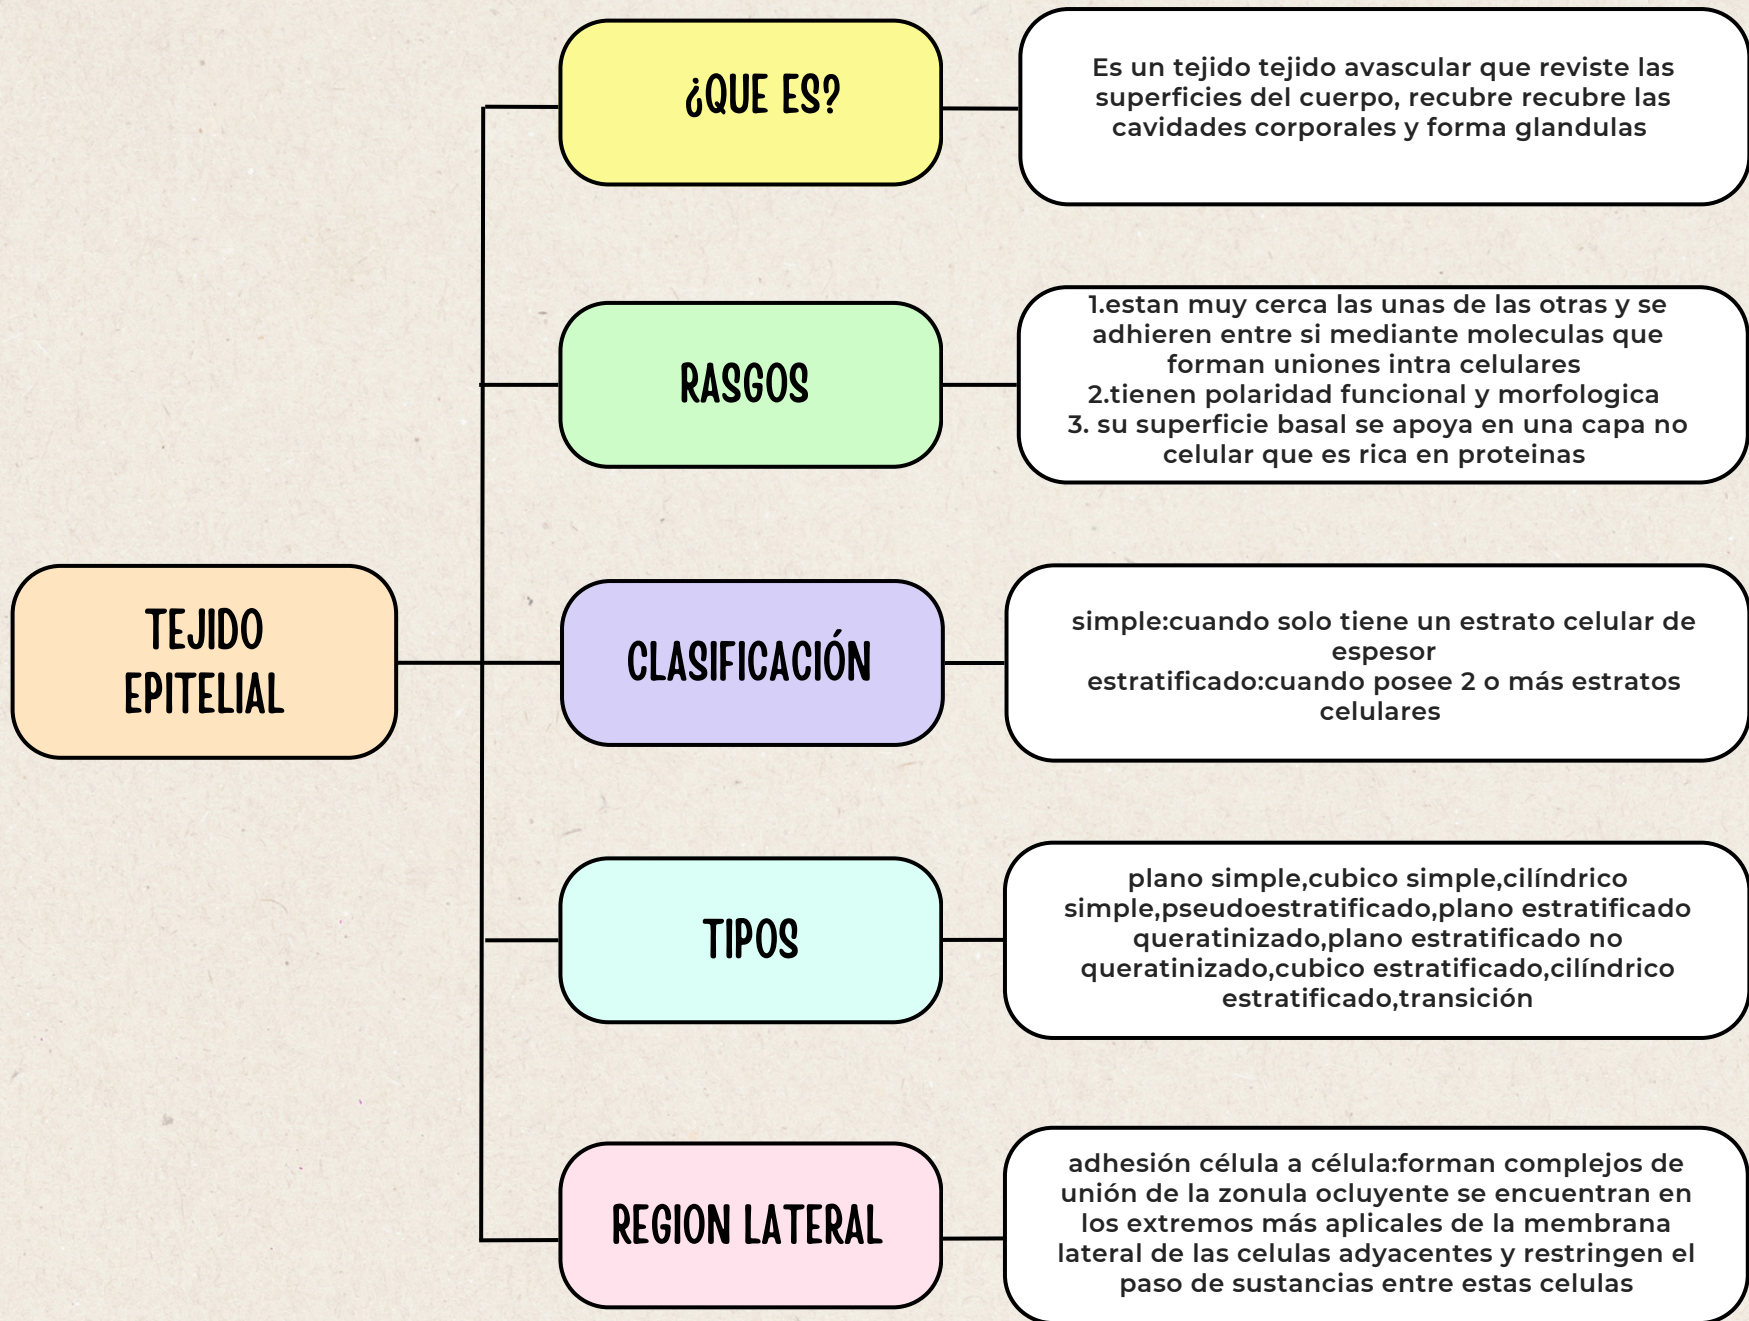 ¿QUE ES?
Es un tejido tejido avascular que reviste las
superficies del cuerpo, recubre recubre las
cavidades corporales y forma glandulas
RASGOS
1.estan muy cerca las unas de las otras y se
adhieren entre si mediante moleculas que
forman uniones intra celulares
2.tienen polaridad funcional y morfologica
3. su superficie basal se apoya en una capa no
celular que es rica en proteinas
TEJIDO
EPITELIAL
CLASIFICACIÓN
simple:cuando solo tiene un estrato celular de
espesor
estratificado:cuando posee 2 o más estratos
celulares
TIPOS
plano simple,cubico simple,cilíndrico
simple,pseudoestratificado,plano estratificado
queratinizado,plano estratificado no
queratinizado,cubico estratificado,cilíndrico
estratificado,transición
REGION LATERAL
adhesión célula a célula:forman complejos de
unión de la zonula ocluyente se encuentran en
los extremos más aplicales de la membrana
lateral de las celulas adyacentes y restringen el
paso de sustancias entre estas celulas